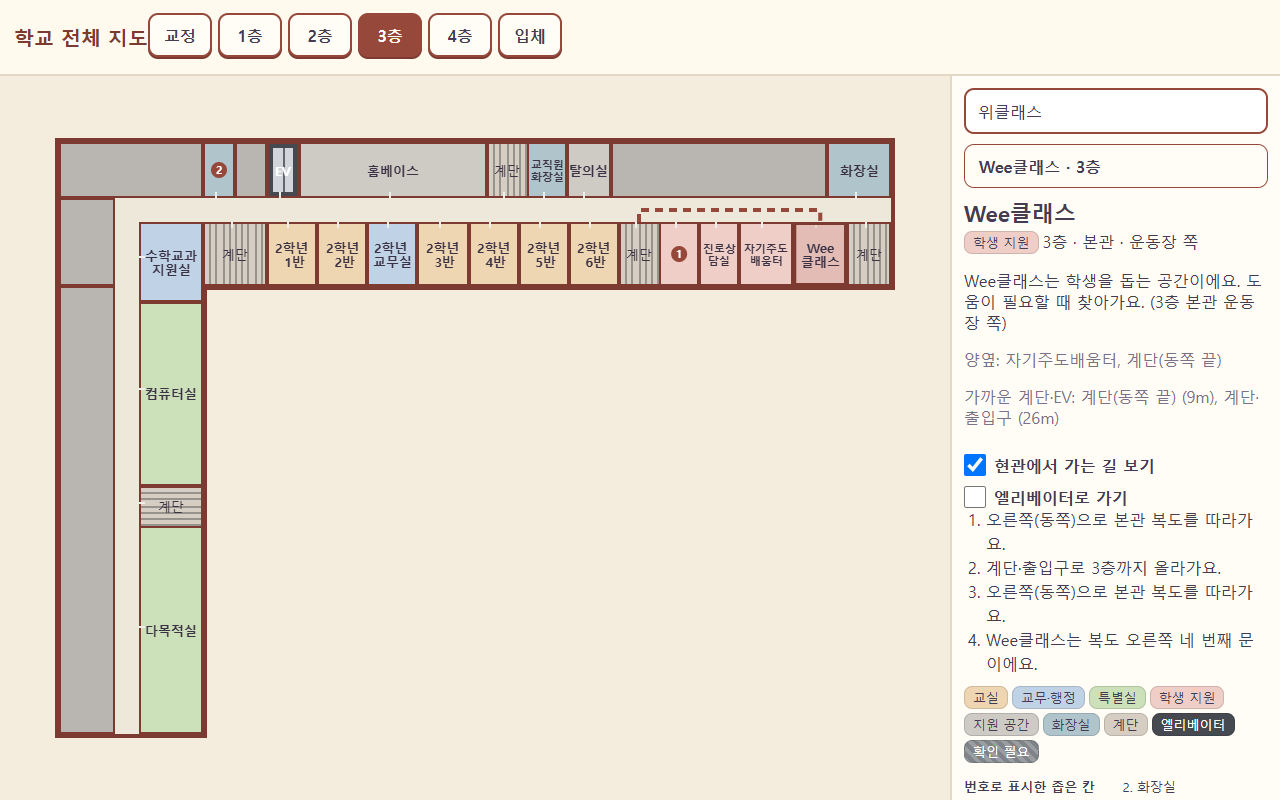 학교 전체 지도
교정
1층
2층
3층
4층
입체
위클래스
Wee클래스 · 3층
2
EV
홈베이스
계단
교직원
화장실
탈의실
화장실
수학교과
지원실
계단
2학년
1반
2학년
2반
2학년
교무실
2학년
3반
2학년
4반
2학년
5반
2학년
6반
계단
1
진로상
담실
자기주도
배움터
Wee
클래스
계단
컴퓨터실
계단
다목적실
Wee클래스
학생 지원 3층 · 본관 · 운동장 쪽
Wee클래스는 학생을 돕는 공간이에요. 도
움이 필요할 때 찾아가요. (3층 본관 운동
장 쪽)
양옆: 자기주도배움터, 계단(동쪽 끝)
가까운 계단·EV: 계단(동쪽 끝) (9m), 계단·
출입구 (26m)
현관에서 가는 길 보기
엘리베이터로 가기
1. 오른쪽(동쪽)으로 본관 복도를 따라가
요.
2. 계단·출입구로 3층까지 올라가요.
3. 오른쪽(동쪽)으로 본관 복도를 따라가
요.
4. Wee클래스는 복도 오른쪽 네 번째 문
이에요.
교실 교무·행정 특별실 학생 지원
지원 공간 화장실 계단 엘리베이터
확인 필요
번호로 표시한 좁은 칸 2. 화장실